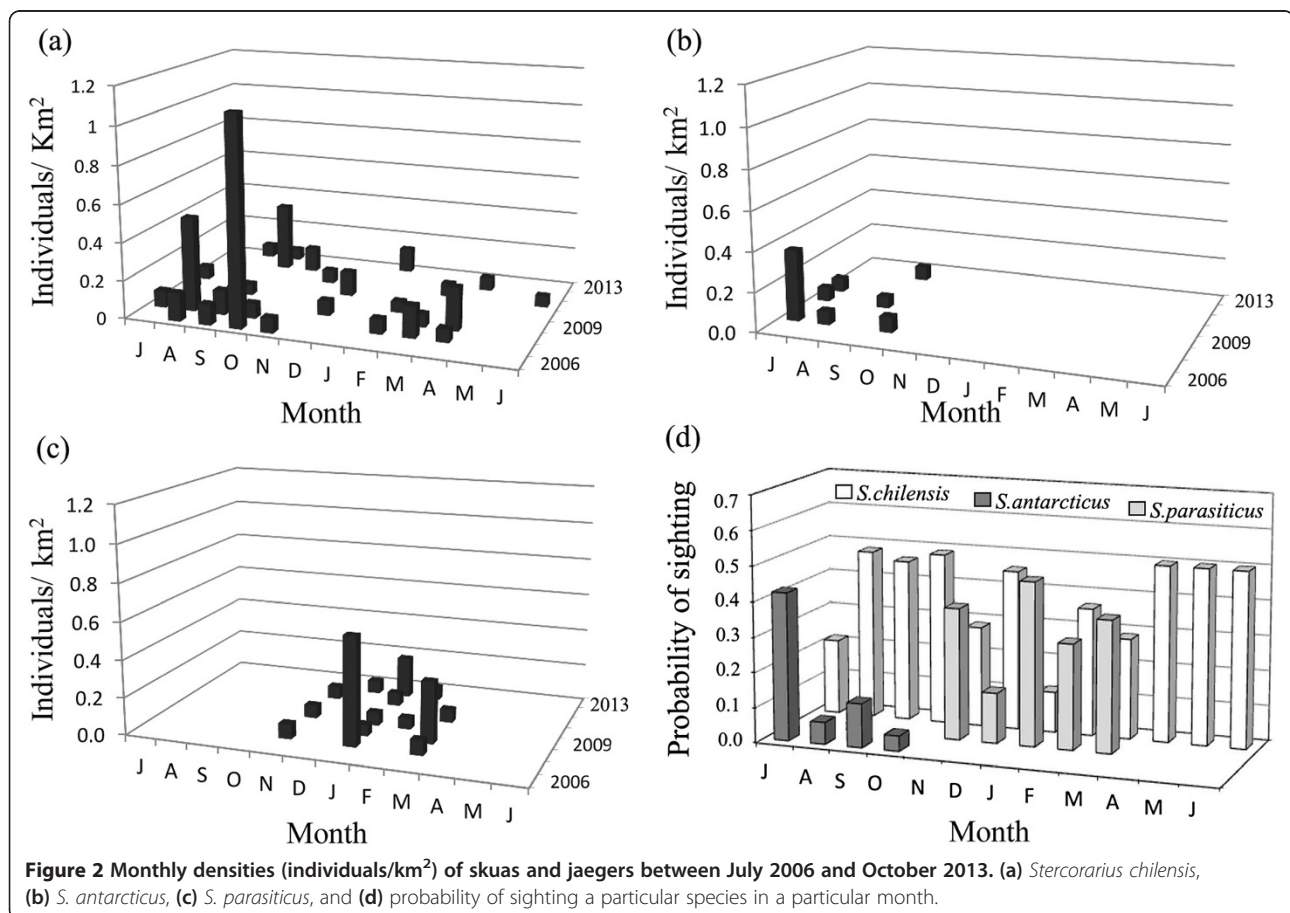 (a)
Individuals/ Km²
1.2
1
0.8
0.6
0.4
0.2
0
J A S O N D J F M A M J
Month
2006
2009
2013
(b)
Individuals/ km²
1.2
1.0
0.8
0.6
0.4
0.2
0.0
J A S O N D J F M A M J
Month
2006
2009
2013
(c)
Individuals/ km²
1.2
1.0
0.8
0.6
0.4
0.2
0.0
J A S O N D J F M A M J
Month
2006
2009
2013
(d)
Probability of sighting
0.7
0.6
0.5
0.4
0.3
0.2
0.1
0.0
S.chilensis S.antarcticus S.parasiticus
J A S O N D J F M A M J
Month
Figure 2 Monthly densities (individuals/km²) of skuas and jaegers between July 2006 and October 2013. (a) Stercorarius chilensis,
(b) S. antarcticus, (c) S. parasiticus, and (d) probability of sighting a particular species in a particular month.